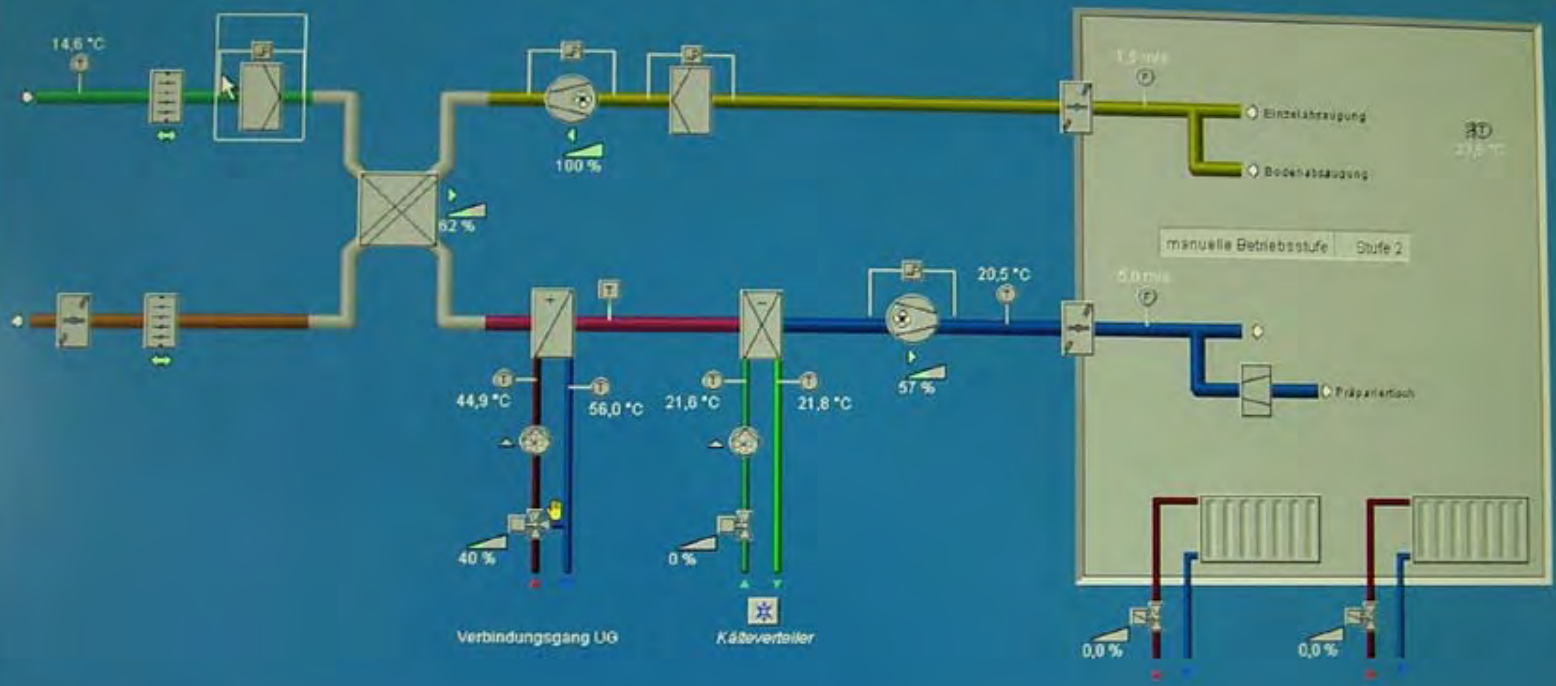 14,6 °C
100 %
62 %
1,5 m/s
Einzelabsaugung
Bodenabsaugung
manuelle Betriebsstufe Stufe 2
20,5 °C
5,0 m/s
57 %
Präpariertisch
44,9 °C
56,0 °C
21,6 °C
21,8 °C
T
T
T
T
T
T
T
P
P
+
−
40 %
0 %
Verbindungsgang UG
Kälteverteiler
0,0 %
0,0 %